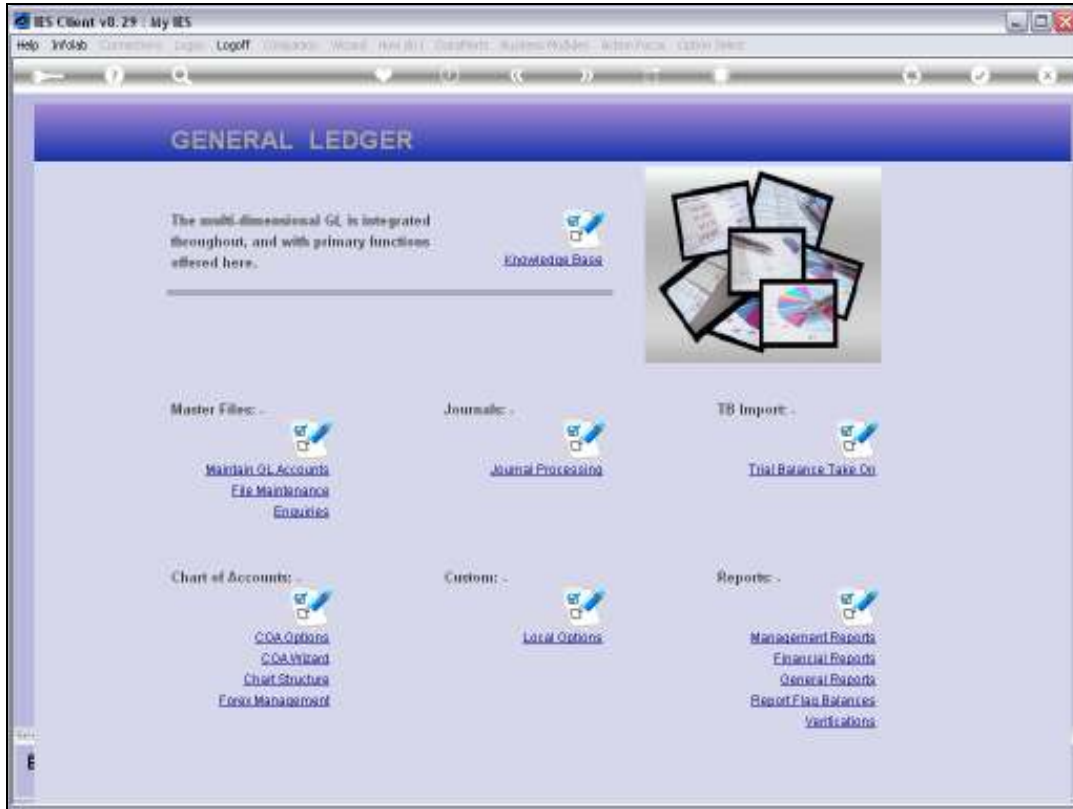 IES Client v8.29 : My IES
Help Infolab Logoff
GENERAL LEDGER
The multi-dimensional GL is integrated
throughout, and with primary functions
offered here.
Knowledge Base
Master Files: -
Journals: -
TB Import: -
Maintain GL Accounts
File Maintenance
Enquiries
Journal Processing
Trial Balance Take On
Chart of Accounts: -
Custom: -
Reports: -
COA Options
COA Wizard
Chart Structure
Forex Management
Local Options
Management Reports
Financial Reports
General Reports
Report Flag Balances
Verifications